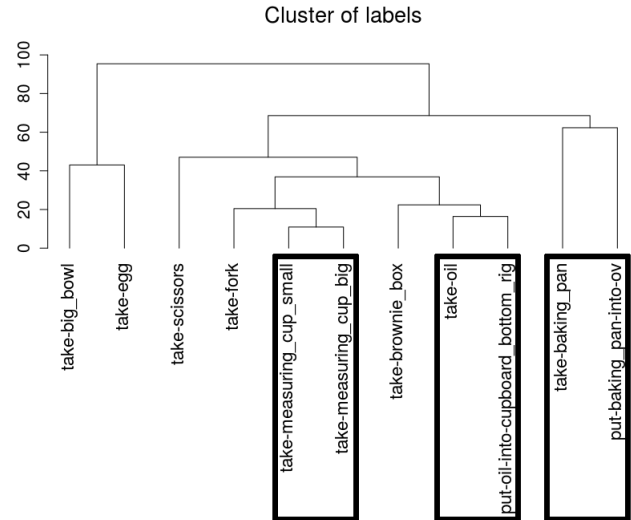 Cluster of labels
100
80
60
40
20
0
take-big_bowl
take-egg
take-scissors
take-fork
take-measuring_cup_small
take-measuring_cup_big
take-brownie_box
take-oil
put-oil-into-cupboard_bottom_rig
take-baking_pan
put-baking_pan-into-ov